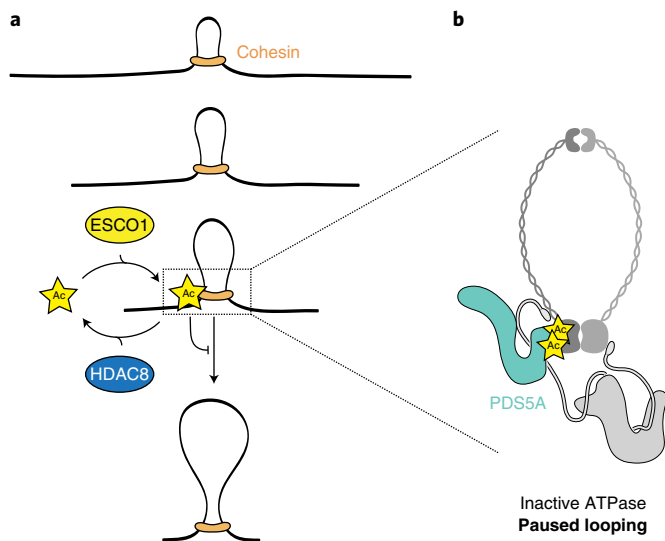 a
Cohesin
b
ESCO1
Ac
Ac
HDAC8
Ac
Ac
PDS5A
Inactive ATPase
Paused looping